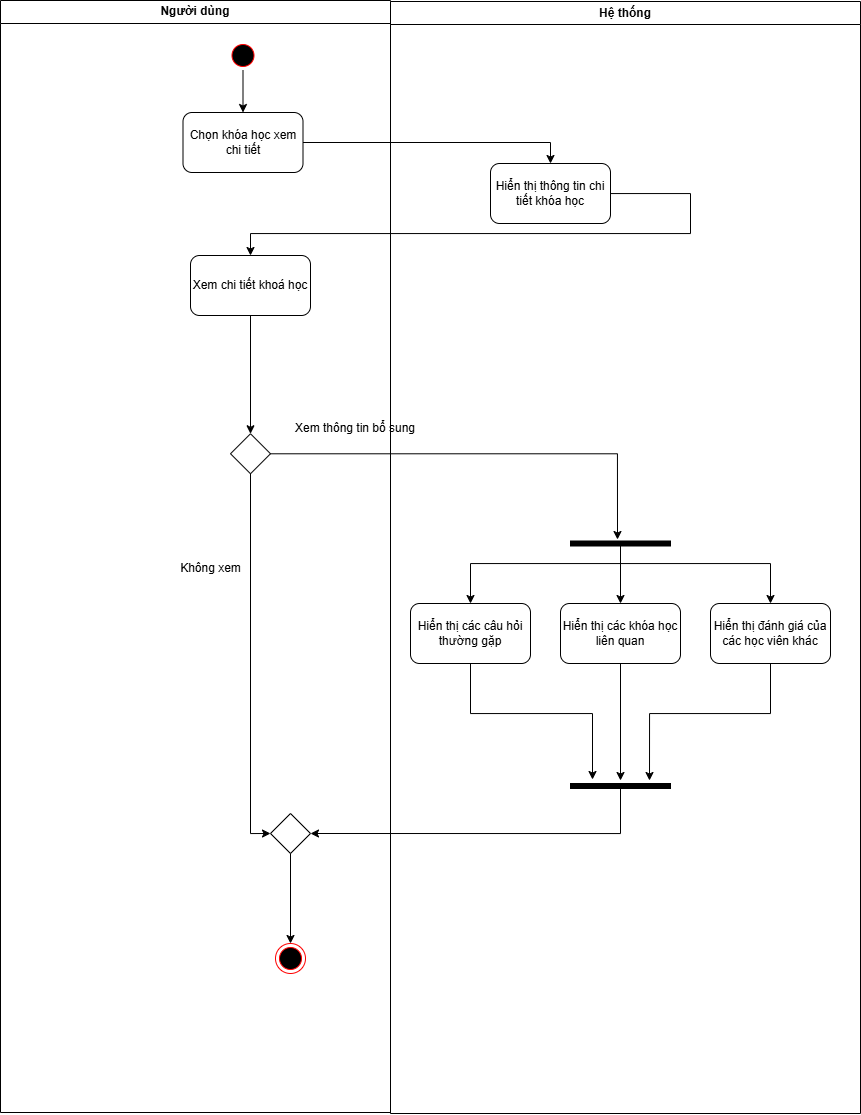 Người dùng
Hệ thống
Chọn khóa học xem
chi tiết
Hiển thị thông tin chi
tiết khóa học
Xem chi tiết khoá học
Xem thông tin bổ sung
Không xem
Hiển thị các câu hỏi
thường gặp
Hiển thị các khóa học
liên quan
Hiển thị đánh giá của
các học viên khác